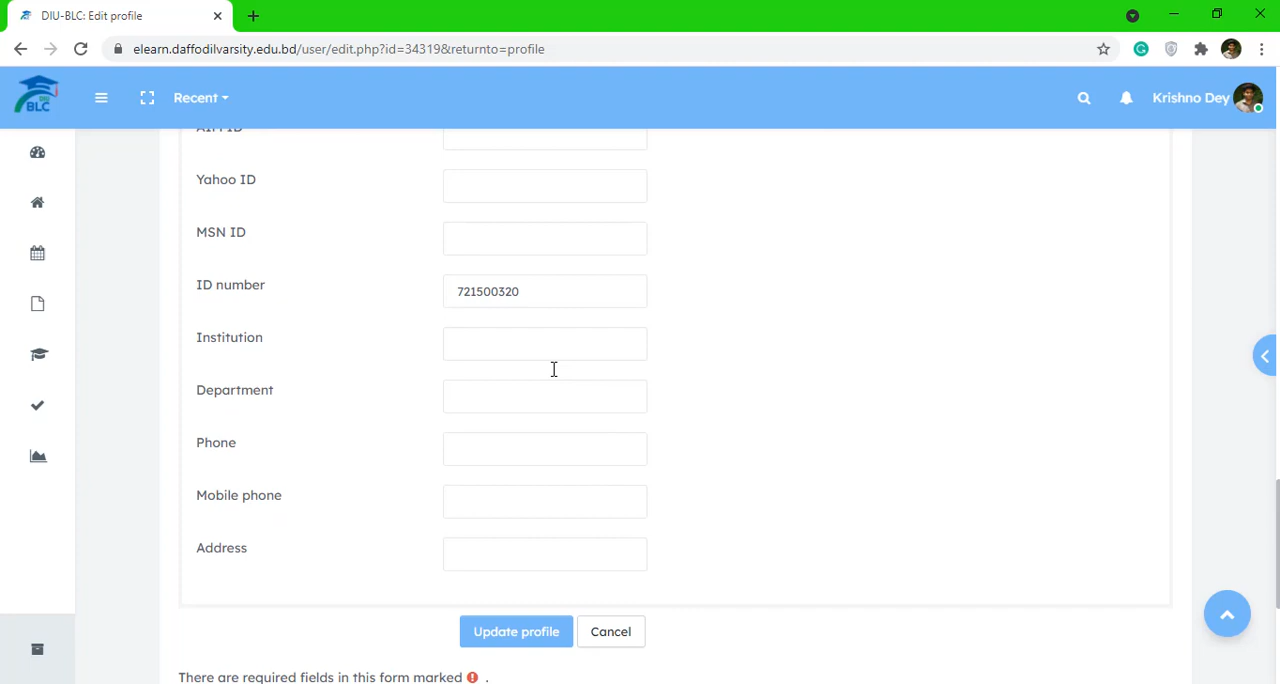 DIU-BLC: Edit profile
elearn.daffodilvarsity.edu.bd/user/edit.php?id=34319&returnto=profile
DIU
BLC
Recent
Krishno Dey
Yahoo ID
MSN ID
ID number
721500320
Institution
Department
Phone
Mobile phone
Address
Update profile
Cancel
There are required fields in this form marked .